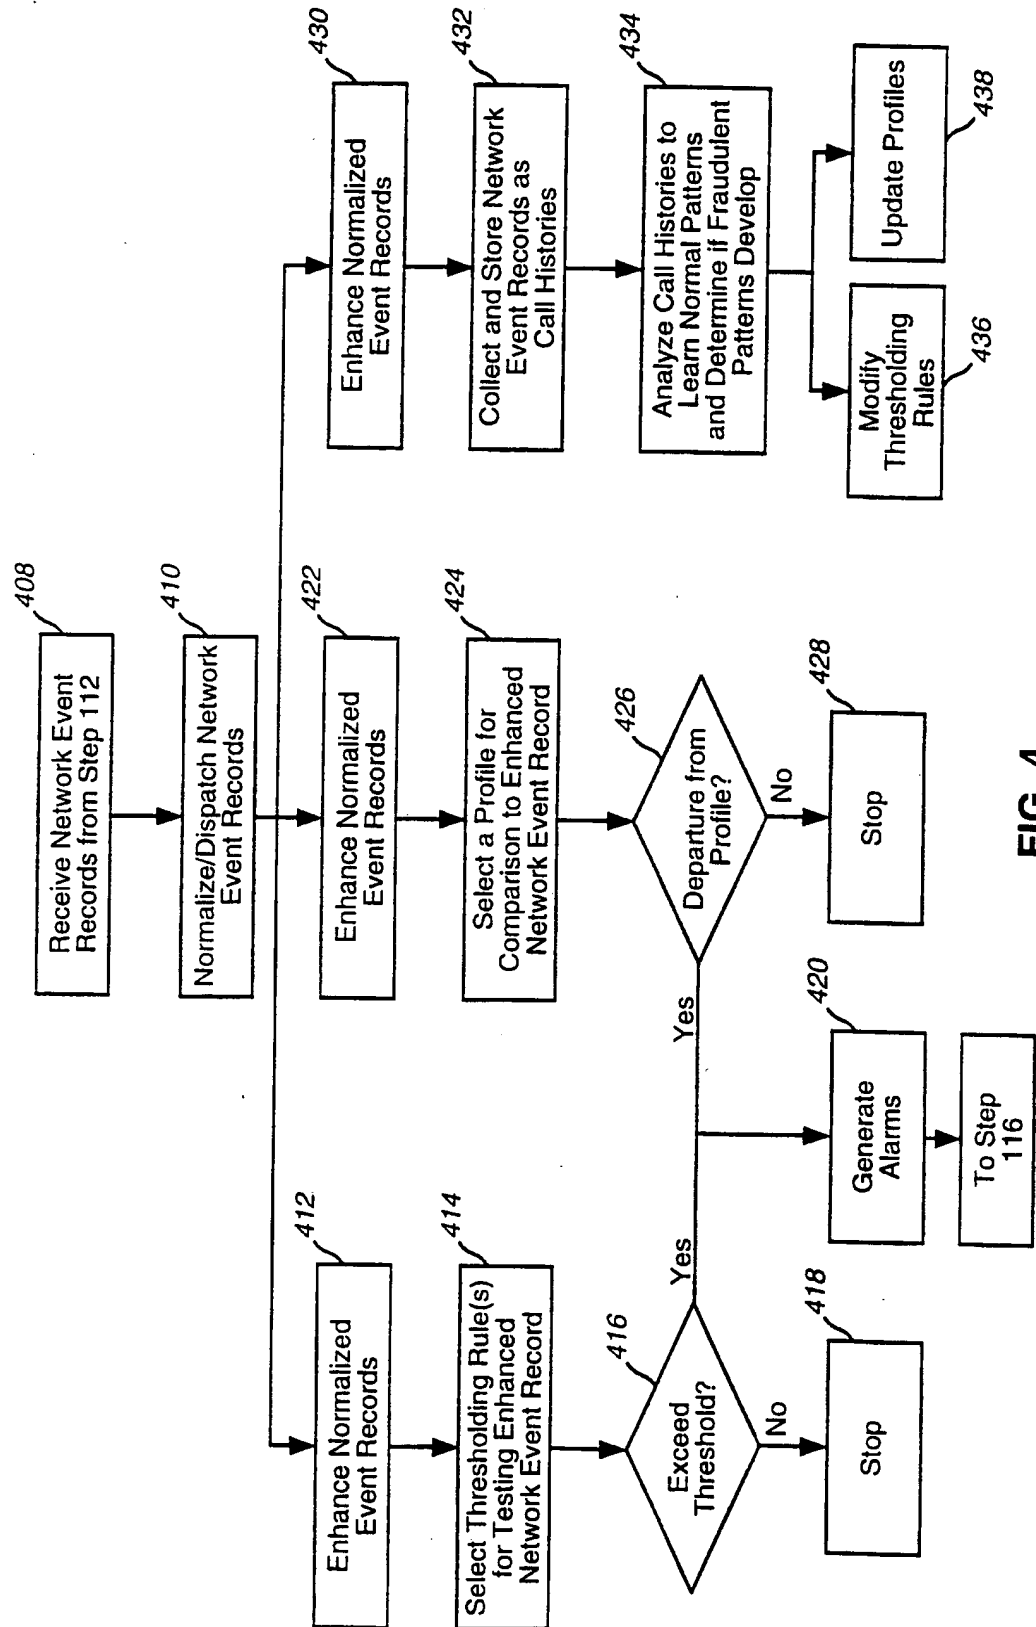 408
Receive Network Event
Records from Step 112
410
Normalize/Dispatch Network
Event Records
412
Enhance Normalized
Event Records
414
Select Thresholding Rule(s)
for Testing Enhanced
Network Event Record
416
Exceed
Threshold?
Yes
No
418
Stop
422
Enhance Normalized
Event Records
424
Select a Profile for
Comparison to Enhanced
Network Event Record
426
Departure from
Profile?
Yes
No
428
Stop
420
Generate
Alarms
To Step
116
430
Enhance Normalized
Event Records
432
Collect and Store Network
Event Records as
Call Histories
434
Analyze Call Histories to
Learn Normal Patterns
and Determine if Fraudulent
Patterns Develop
Modify
Thresholding
Rules
436
Update Profiles
438